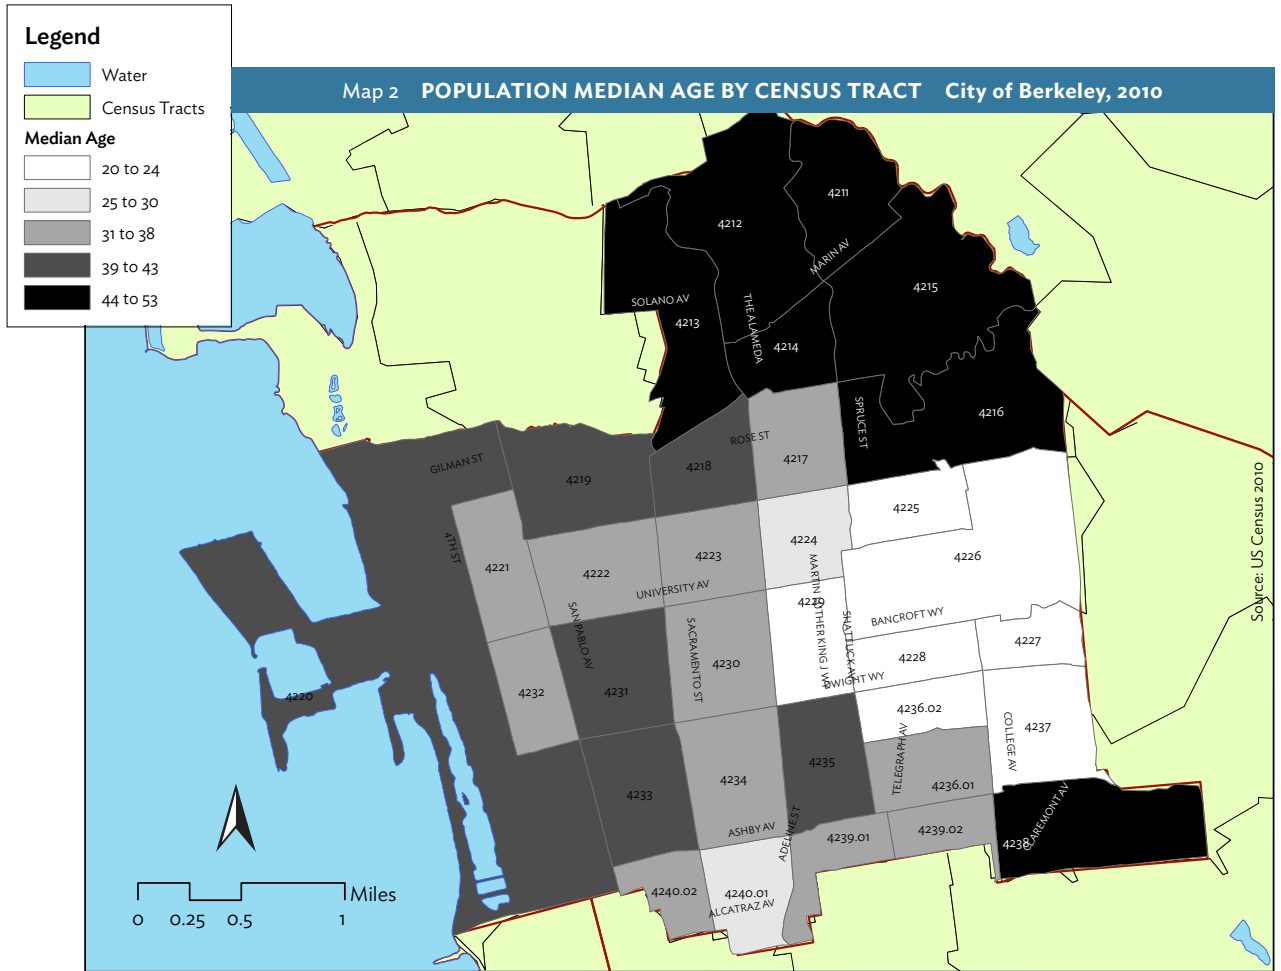 Legend
Water
Census Tracts
Median Age
20 to 24
25 to 30
31 to 38
39 to 43
44 to 53
Map 2 POPULATION MEDIAN AGE BY CENSUS TRACT City of Berkeley, 2010
4211
4212
MARIN AV
4215
SOLANO AV
THE ALAMEDA
4213
4214
SPRUCE ST
4216
ROSE ST
GILMAN ST
4217
4218
4219
Source: US Census 2010
4225
4TH ST
4224
4223
4226
4221
4222
UNIVERSITY AV
MARTIN LUTHER KING J WY
4229
SAN PABLO AV
SACRAMENTO ST
SHATTUCK AV
BANCROFT WY
4227
4228
4230
DWIGHT WY
4232
4231
4220
4236.02
COLLEGE AV
4237
TELEGRAPH AV
4235
4234
4236.01
4233
CLAREMONT AV
ASHBY AV
ADELINE ST
4239.01
4239.02
4238
4240.02
4240.01
ALCATRAZ AV
Miles
0 0.25 0.5 1